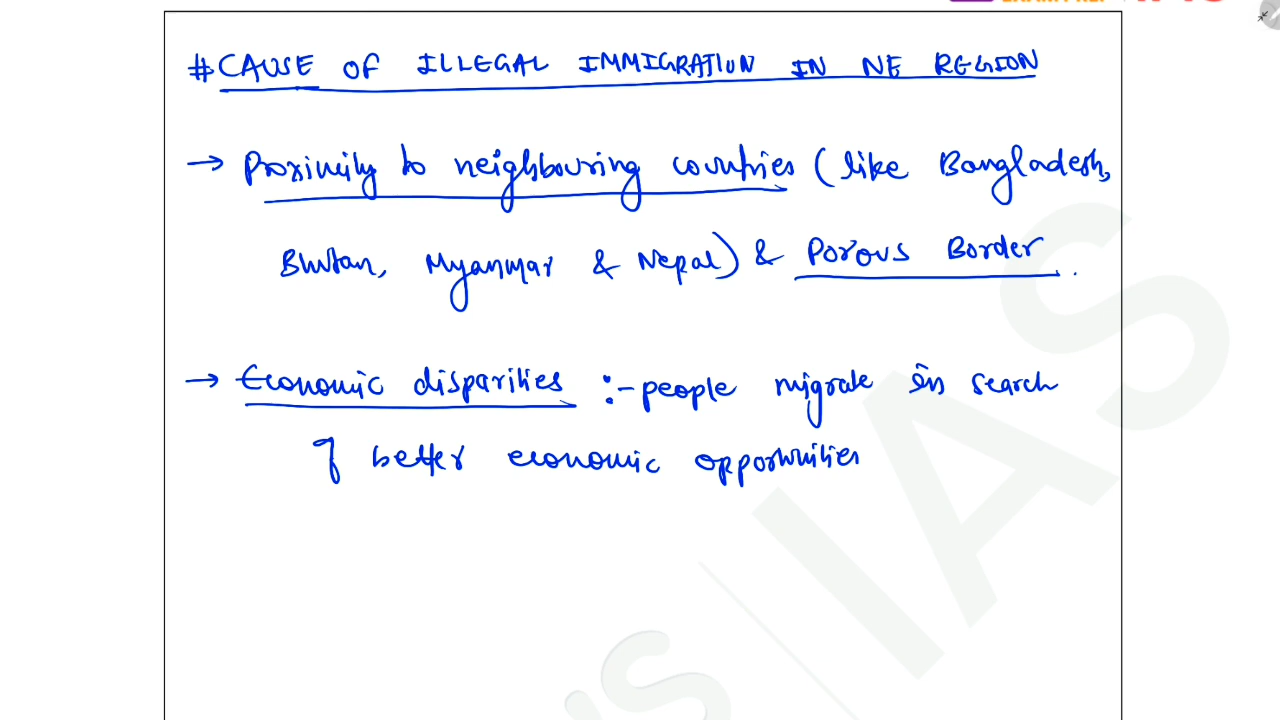 # CAUSE OF ILLEGAL IMMIGRATION IN NE REGION
→ Proximity to neighbouring countries (like Bangladesh,
Bhutan, Myanmar & Nepal) & Porous Border.
→ Economic disparities :- people migrate in search
of better economic opportunities
'S | IAS